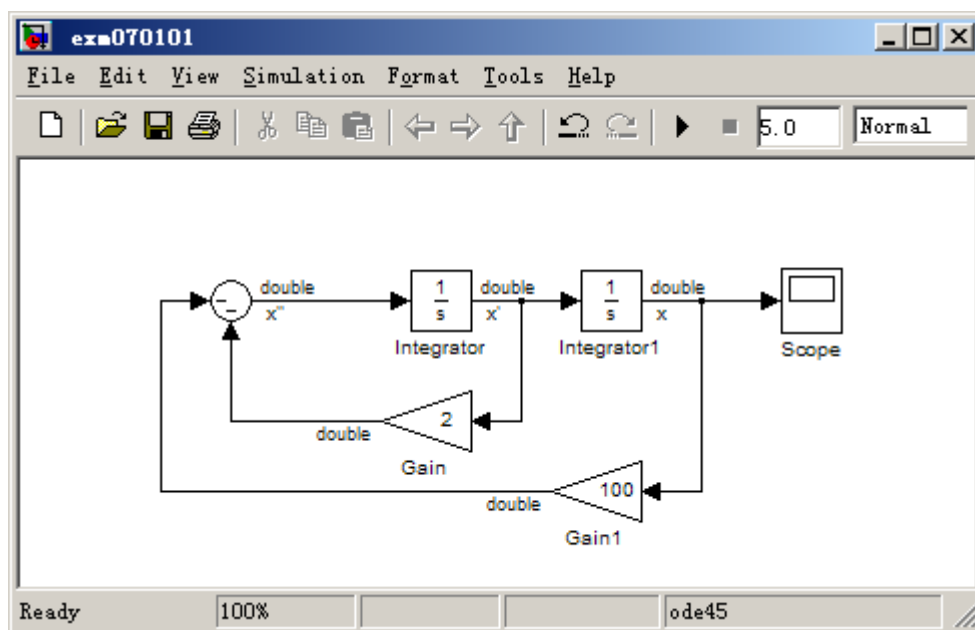 exm070101
File Edit View Simulation Format Tools Help
5.0 Normal
double double double
x'' x' x
1 1
s s
Integrator Integrator1 Scope
2
double
Gain
100
double
Gain1
Ready 100% ode45